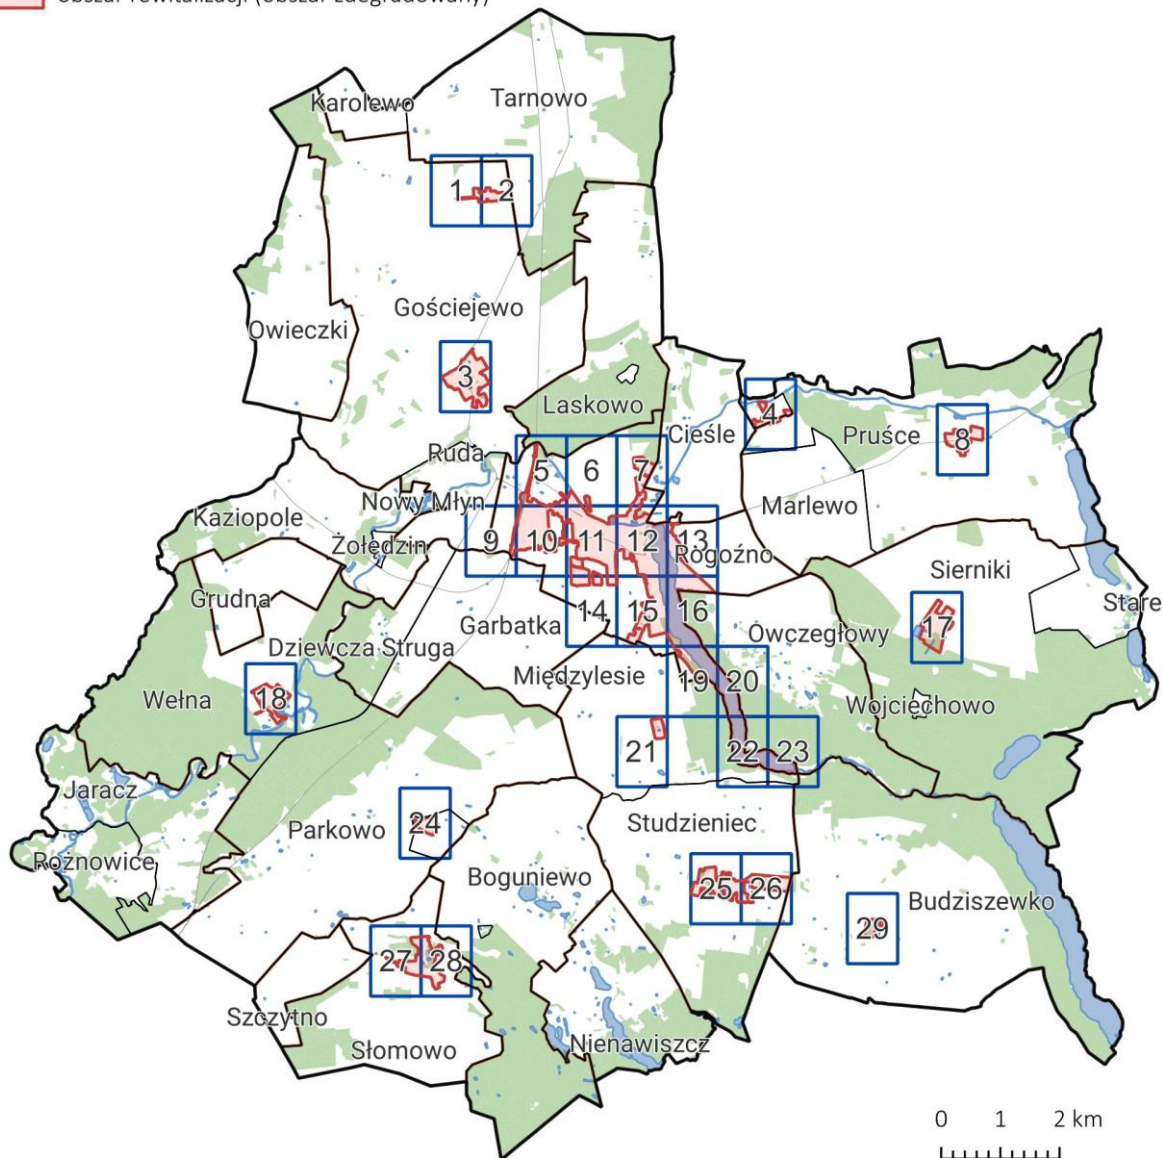 obszar rewitalizacji (obszar zdegradowany)
Karolewo
Tarnowo
1
2
Gościejewo
Owieczki
3
Laskowo
4
Cieśle
Pruśce
8
Ruda
5
6
7
Nowy Młyn
Marlewo
Kaziopole
Żołędzin
9
10
11
12
13
Rogoźno
Sierniki
Grudna
Stare
Garbatka
14
15
16
Owczegłowy
17
Dziewcza Struga
Międzylesie
19
20
Wełna
18
Wojciechowo
21
22
23
Jaracz
Parkowo
24
Studzieniec
Rożnowice
Boguniewo
25
26
Budziszewko
29
27
28
Szczytno
Słomowo
Nienawiszcz
0 1 2 km